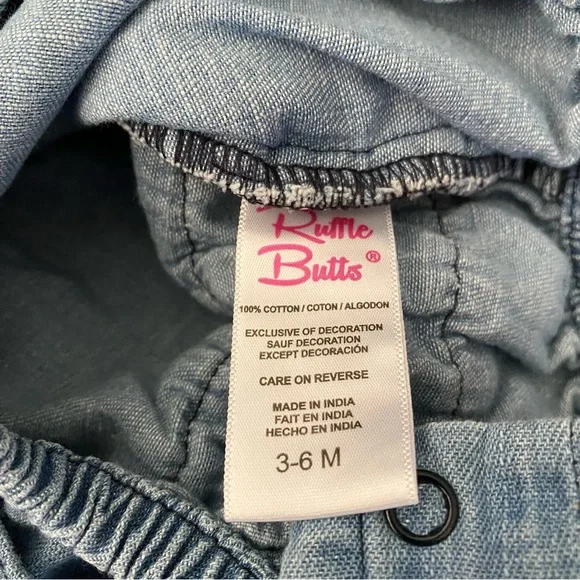 Ruffle
Butts®
100% COTTON / COTON / ALGODON
EXCLUSIVE OF DECORATION
SAUF DECORATION
EXCEPT DECORACIÓN
CARE ON REVERSE
MADE IN INDIA
FAIT EN INDIA
HECHO EN INDIA
3-6 M